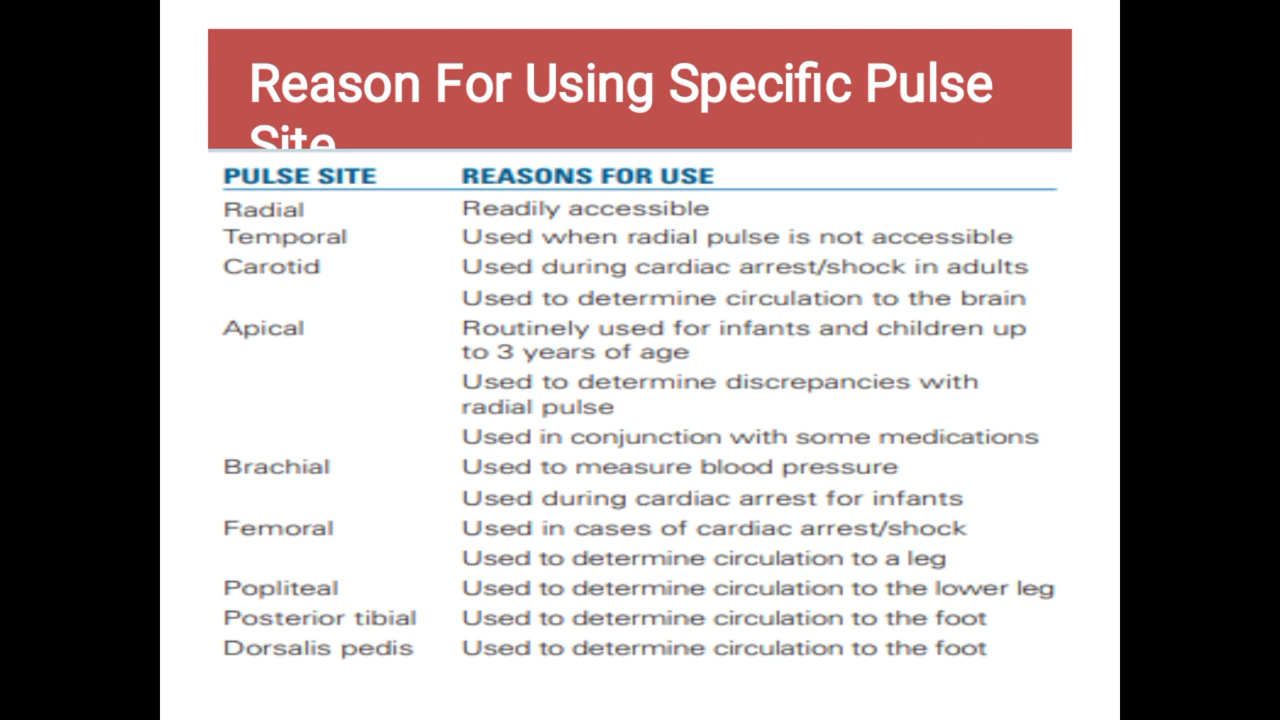 Reason For Using Specific Pulse
Site
PULSE SITE REASONS FOR USE
Radial Readily accessible
Temporal Used when radial pulse is not accessible
Carotid Used during cardiac arrest/shock in adults
Used to determine circulation to the brain
Apical Routinely used for infants and children up
to 3 years of age
Used to determine discrepancies with
radial pulse
Used in conjunction with some medications
Brachial Used to measure blood pressure
Used during cardiac arrest for infants
Femoral Used in cases of cardiac arrest/shock
Used to determine circulation to a leg
Popliteal Used to determine circulation to the lower leg
Posterior tibial Used to determine circulation to the foot
Dorsalis pedis Used to determine circulation to the foot